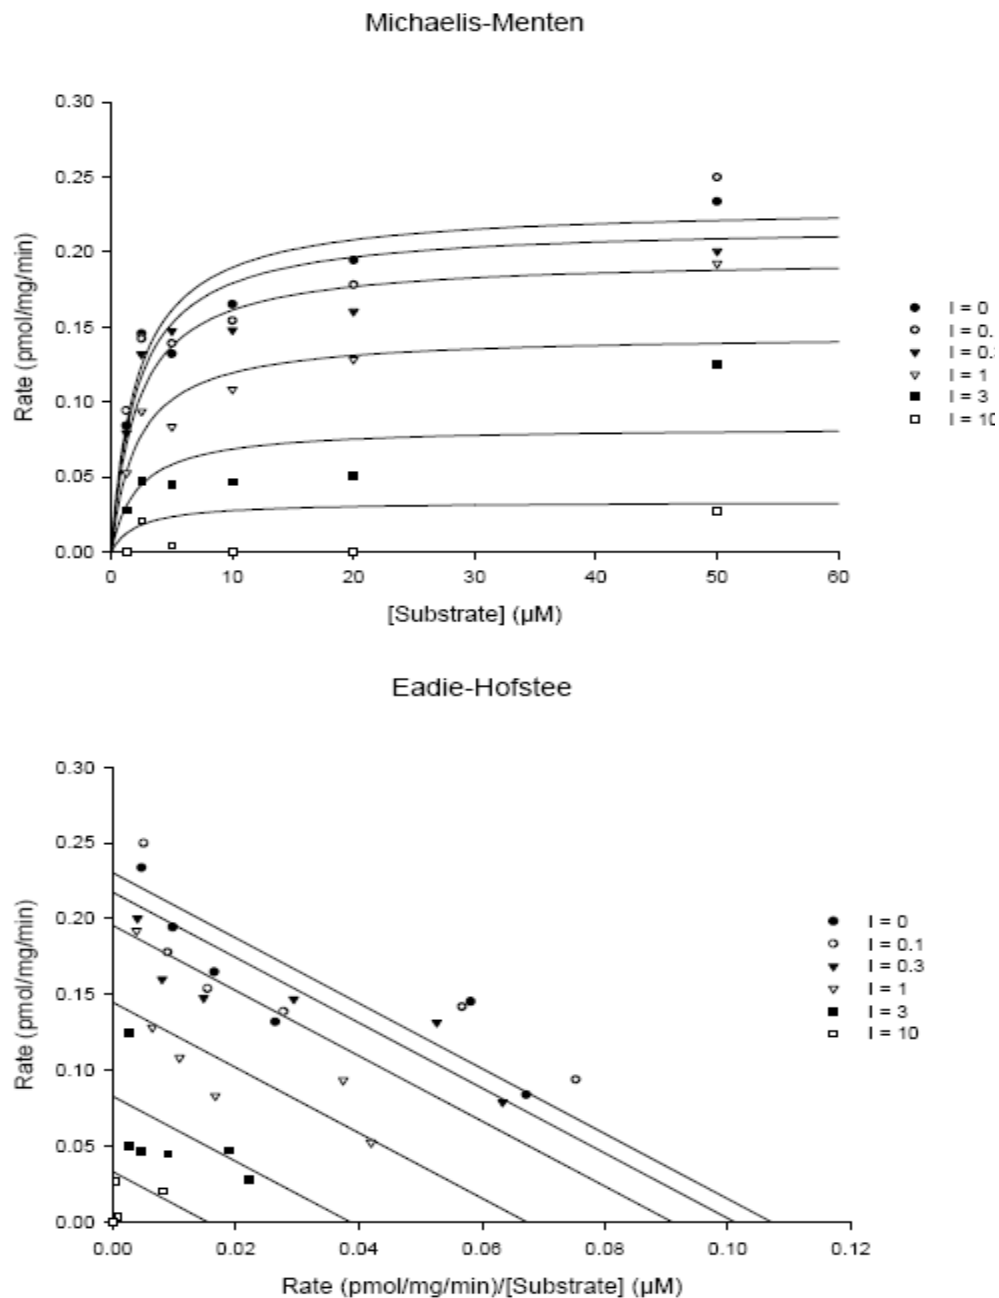 Michaelis-Menten
Rate (pmol/mg/min)
0.30
0.25
0.20
0.15
0.10
0.05
0.00
0 10 20 30 40 50 60
[Substrate] (µM)
I = 0
I = 0.
I = 0.3
I = 1
I = 3
I = 10
Eadie-Hofstee
Rate (pmol/mg/min)
0.30
0.25
0.20
0.15
0.10
0.05
0.00
0.00 0.02 0.04 0.06 0.08 0.10 0.12
Rate (pmol/mg/min)/[Substrate] (µM)
I = 0
I = 0.1
I = 0.3
I = 1
I = 3
I = 10